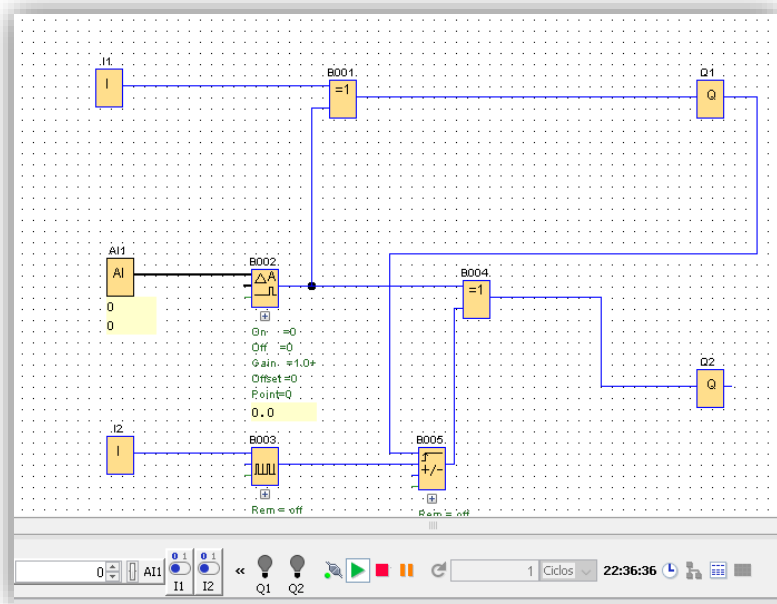 I1
I
B001
=1
Q1
Q
AI1
AI
0
0
B002
ΔA
On =0
Off =0
Gain =1.0+
Offset=0
Point=0
0.0
B004
=1
Q2
Q
I2
I
B003
Rem = off
B005
+/-
Rem = off
0 AI1
0 1
I1
0 1
I2
«
Q1
Q2
1 Ciclos
22:36:36